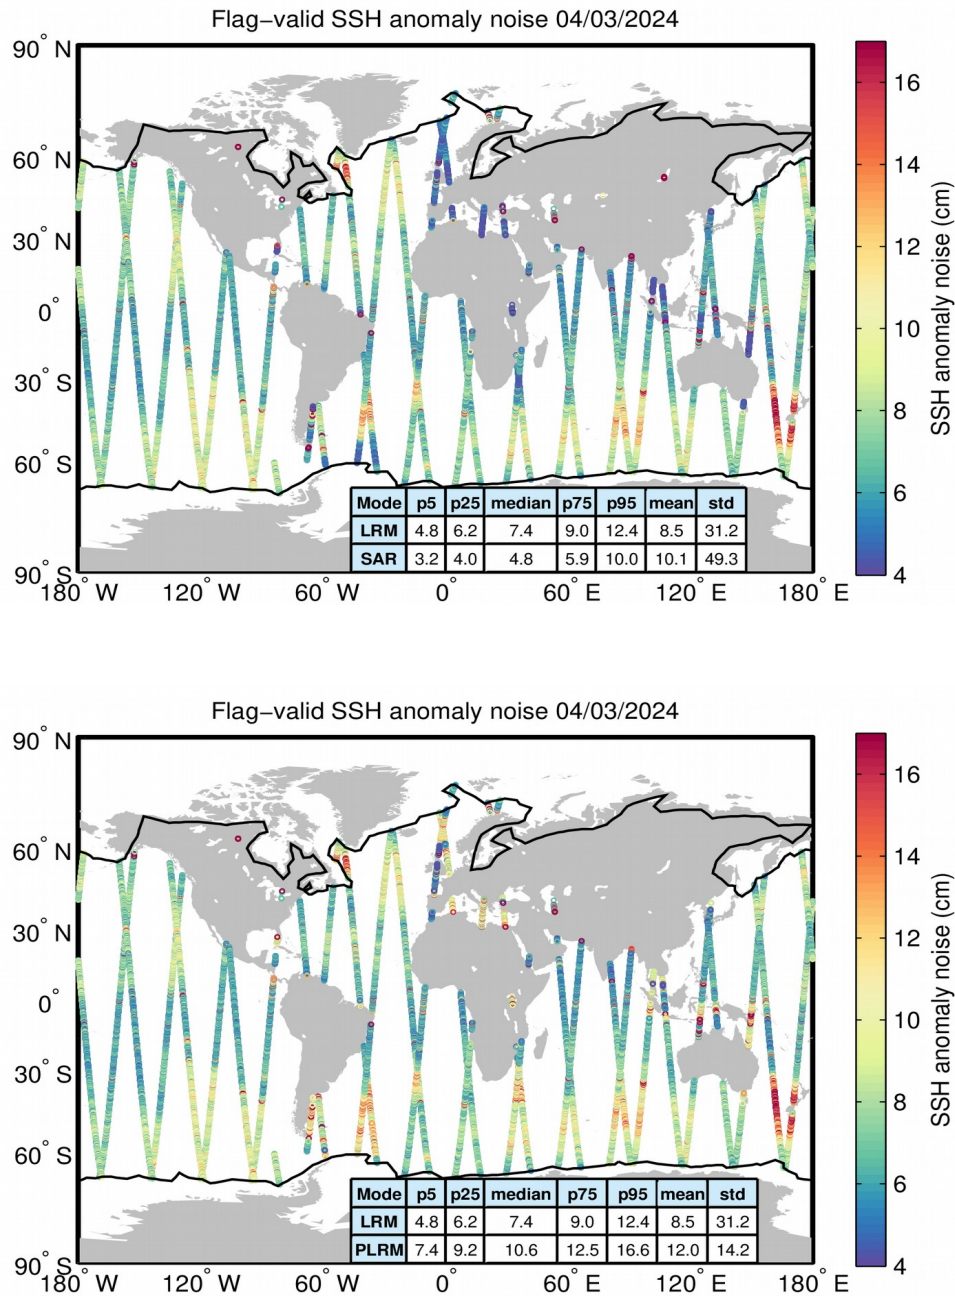 Flag−valid SSH anomaly noise 04/03/2024
90° N
60° N
30° N
0°
30° S
60° S
90° S
180° W
120° W
60° W
0°
60° E
120° E
180° E
Mode p5 p25 median p75 p95 mean std
LRM 4.8 6.2 7.4 9.0 12.4 8.5 31.2
SAR 3.2 4.0 4.8 5.9 10.0 10.1 49.3
16
14
12
10
8
6
4
SSH anomaly noise (cm)
Flag−valid SSH anomaly noise 04/03/2024
90° N
60° N
30° N
0°
30° S
60° S
90° S
180° W
120° W
60° W
0°
60° E
120° E
180° E
Mode p5 p25 median p75 p95 mean std
LRM 4.8 6.2 7.4 9.0 12.4 8.5 31.2
PLRM 7.4 9.2 10.6 12.5 16.6 12.0 14.2
16
14
12
10
8
6
4
SSH anomaly noise (cm)